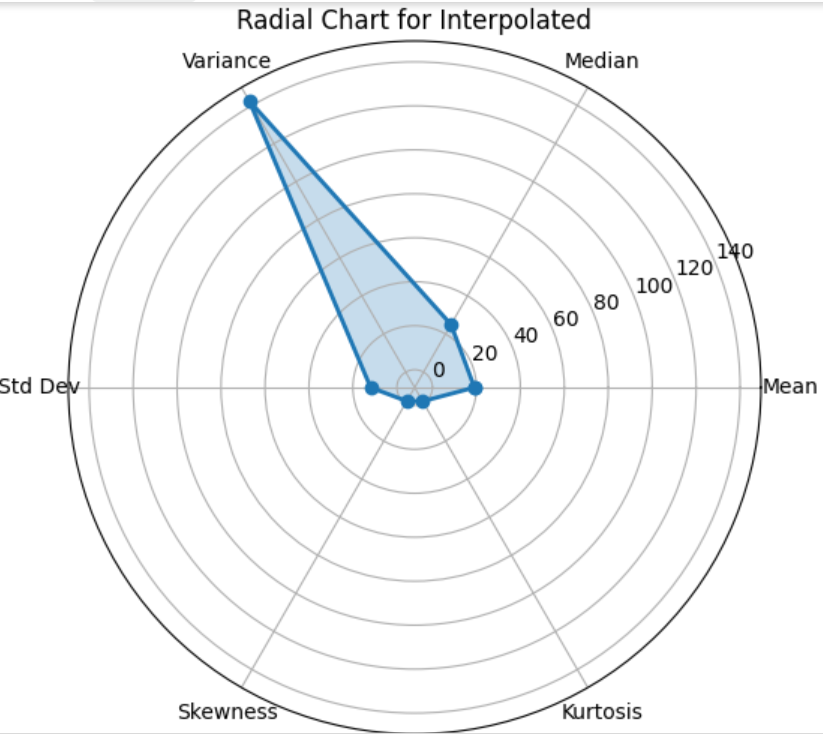 Radial Chart for Interpolated
Variance
Median
140
120
100
80
60
40
20
0
Std Dev
Mean
Skewness
Kurtosis